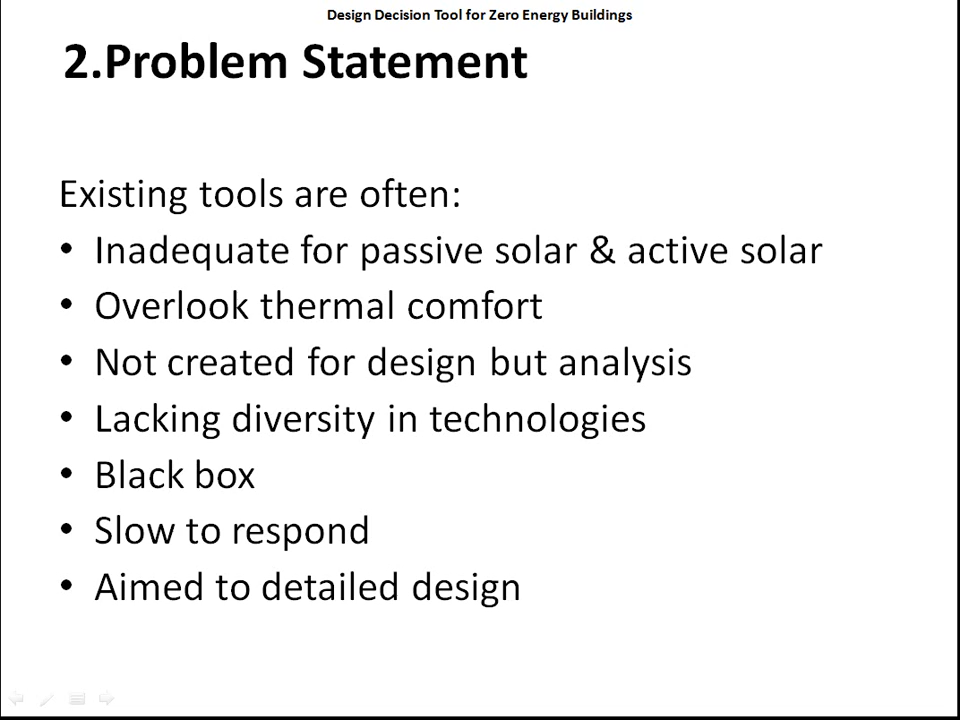 Design Decision Tool for Zero Energy Buildings
2.Problem Statement
Existing tools are often:
• Inadequate for passive solar & active solar
• Overlook thermal comfort
• Not created for design but analysis
• Lacking diversity in technologies
• Black box
• Slow to respond
• Aimed to detailed design